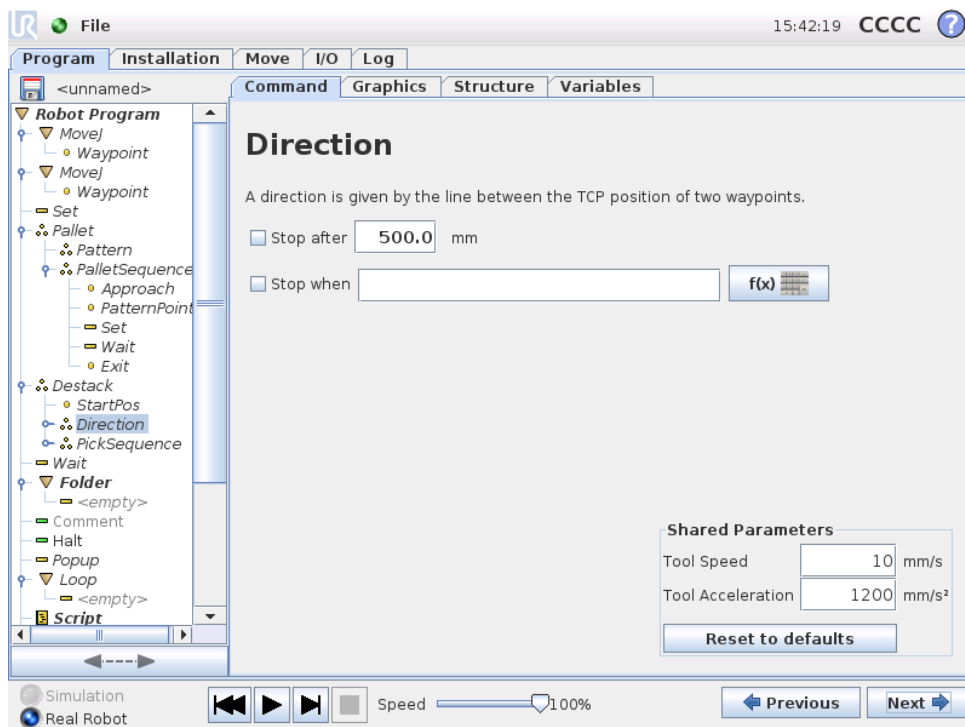 UR File 15:42:19 CCCC ?
Program Installation Move I/O Log
<unnamed>
Command Graphics Structure Variables
Robot Program
MoveJ
Waypoint
MoveJ
Waypoint
Set
Pallet
Pattern
PalletSequence
Approach
PatternPoint
Set
Wait
Exit
Destack
StartPos
Direction
PickSequence
Wait
Folder
<empty>
Comment
Halt
Popup
Loop
<empty>
Script
Direction
A direction is given by the line between the TCP position of two waypoints.
Stop after 500.0 mm
Stop when f(x)
Shared Parameters
Tool Speed 10 mm/s
Tool Acceleration 1200 mm/s²
Reset to defaults
Simulation
Real Robot
Speed 100%
Previous Next